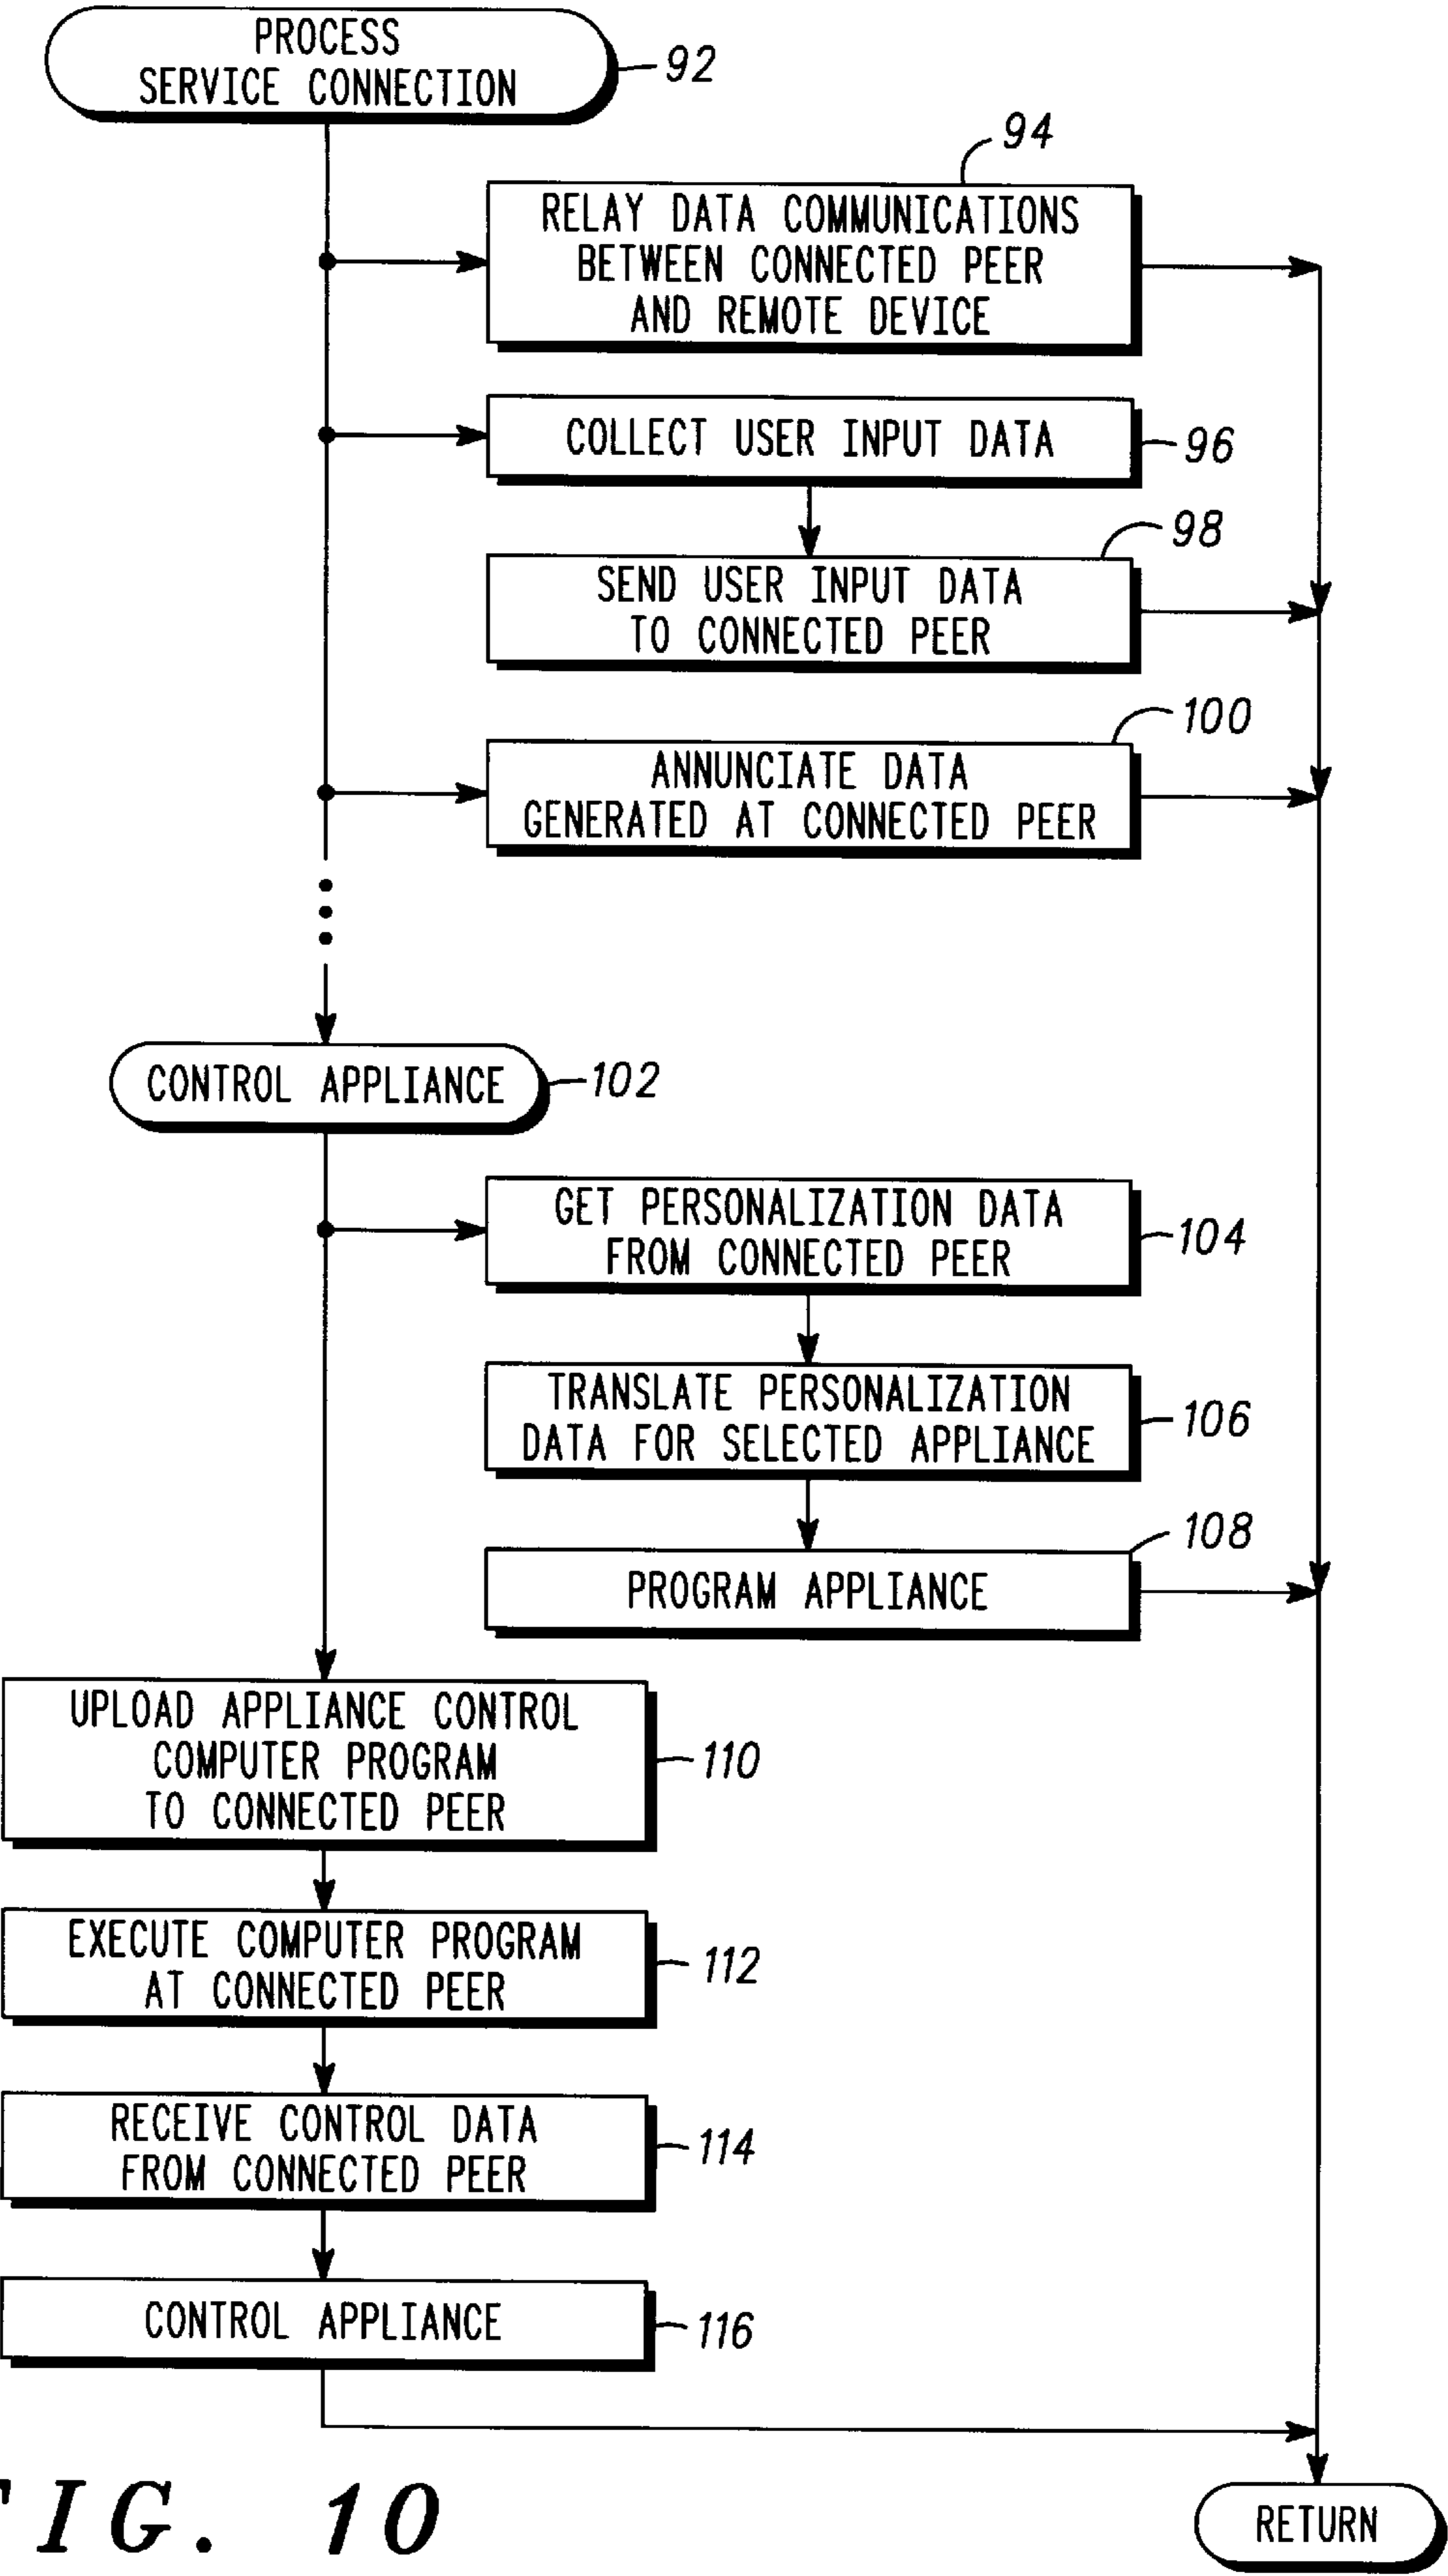 PROCESS
SERVICE CONNECTION
92
94
RELAY DATA COMMUNICATIONS
BETWEEN CONNECTED PEER
AND REMOTE DEVICE
COLLECT USER INPUT DATA
96
98
SEND USER INPUT DATA
TO CONNECTED PEER
100
ANNUNCIATE DATA
GENERATED AT CONNECTED PEER
CONTROL APPLIANCE
102
GET PERSONALIZATION DATA
FROM CONNECTED PEER
104
TRANSLATE PERSONALIZATION
DATA FOR SELECTED APPLIANCE
106
108
PROGRAM APPLIANCE
UPLOAD APPLIANCE CONTROL
COMPUTER PROGRAM
TO CONNECTED PEER
110
EXECUTE COMPUTER PROGRAM
AT CONNECTED PEER
112
RECEIVE CONTROL DATA
FROM CONNECTED PEER
114
CONTROL APPLIANCE
116
RETURN
FIG. 10